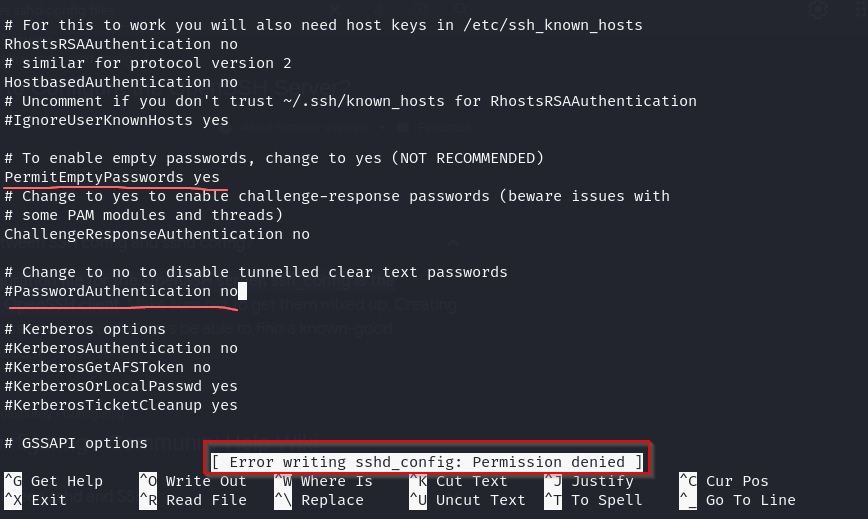 # For this to work you will also need host keys in /etc/ssh_known_hosts
RhostsRSAAuthentication no
# similar for protocol version 2
HostbasedAuthentication no
# Uncomment if you don't trust ~/.ssh/known_hosts for RhostsRSAAuthentication
#IgnoreUserKnownHosts yes
# To enable empty passwords, change to yes (NOT RECOMMENDED)
PermitEmptyPasswords yes
# Change to yes to enable challenge-response passwords (beware issues with
# some PAM modules and threads)
ChallengeResponseAuthentication no
# Change to no to disable tunnelled clear text passwords
#PasswordAuthentication no
# Kerberos options
#KerberosAuthentication no
#KerberosGetAFSToken no
#KerberosOrLocalPasswd yes
#KerberosTicketCleanup yes
# GSSAPI options
[ Error writing sshd_config: Permission denied ]
^G Get Help ^O Write Out ^W Where Is ^K Cut Text ^J Justify ^C Cur Pos
^X Exit ^R Read File ^\ Replace ^U Uncut Text ^T To Spell ^_ Go To Line